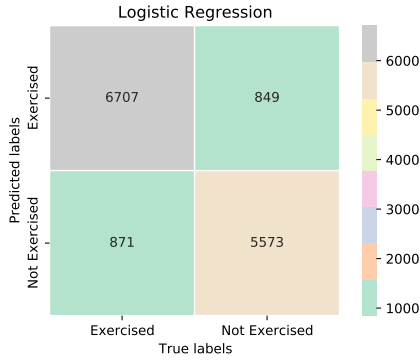 Logistic Regression
Predicted labels
Exercised
6707
849
Not Exercised
871
5573
Exercised
Not Exercised
True labels
6000
5000
4000
3000
2000
1000